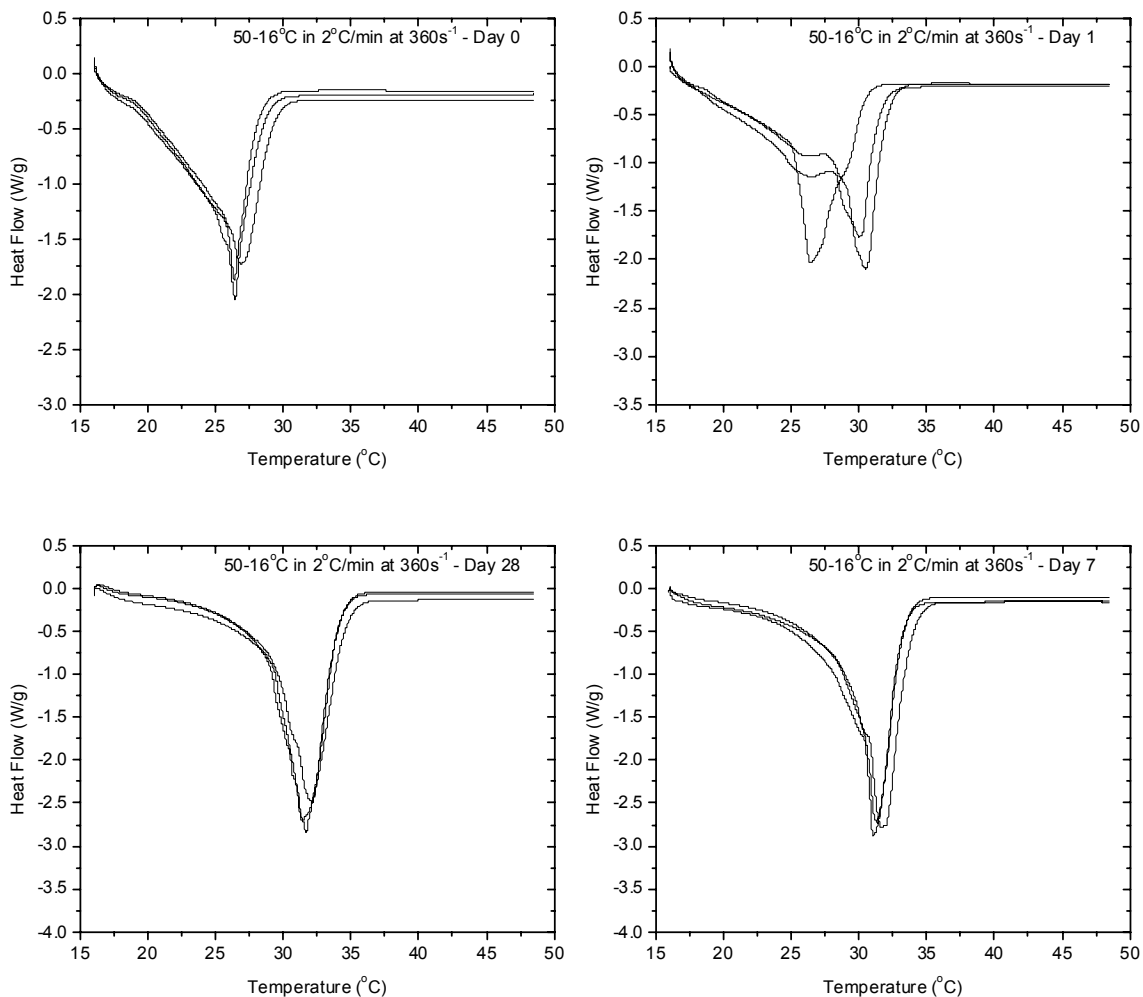 50-16°C in 2°C/min at 360s⁻¹ - Day 0
0.5
0.0
-0.5
-1.0
-1.5
-2.0
-2.5
-3.0
Heat Flow (W/g)
15 20 25 30 35 40 45 50
Temperature (°C)
50-16°C in 2°C/min at 360s⁻¹ - Day 1
0.5
0.0
-0.5
-1.0
-1.5
-2.0
-2.5
-3.0
-3.5
Heat Flow (W/g)
15 20 25 30 35 40 45 50
Temperature (°C)
50-16°C in 2°C/min at 360s⁻¹ - Day 28
0.5
0.0
-0.5
-1.0
-1.5
-2.0
-2.5
-3.0
-3.5
-4.0
Heat Flow (W/g)
15 20 25 30 35 40 45 50
Temperature (°C)
50-16°C in 2°C/min at 360s⁻¹ - Day 7
0.5
0.0
-0.5
-1.0
-1.5
-2.0
-2.5
-3.0
-3.5
-4.0
Heat Flow (W/g)
15 20 25 30 35 40 45 50
Temperature (°C)